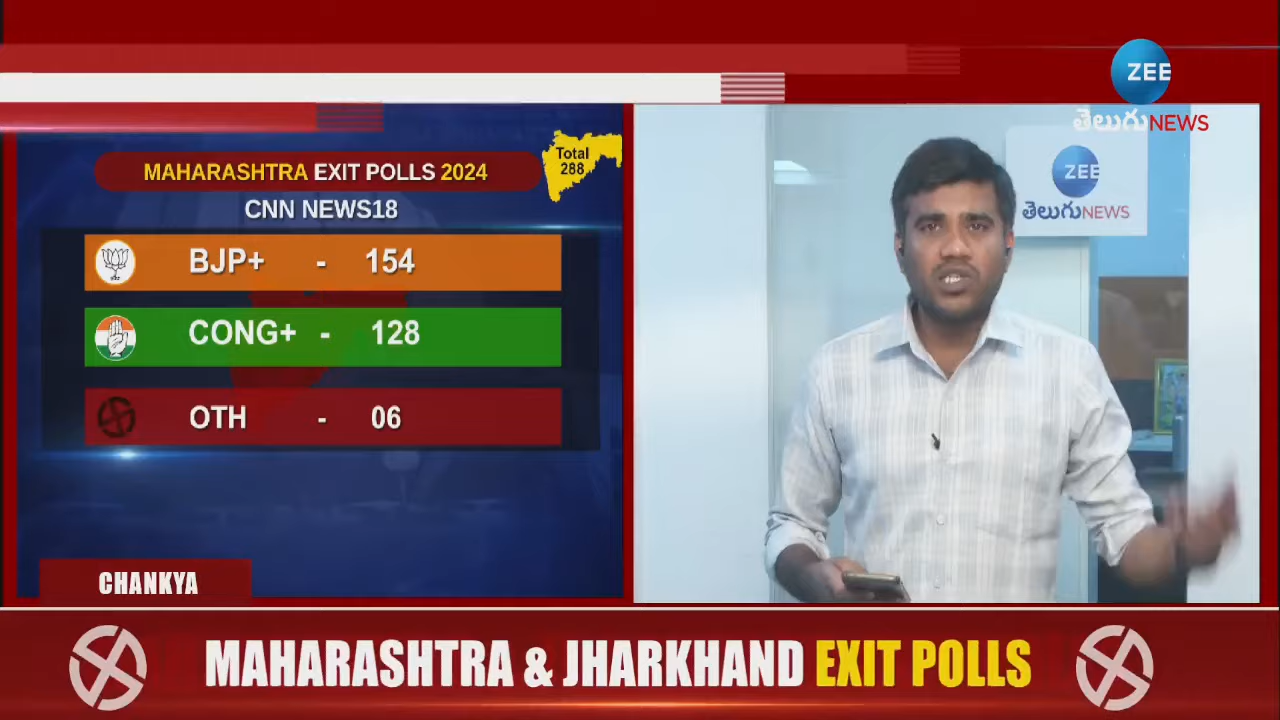 ZEE
తెలుగు NEWS
MAHARASHTRA EXIT POLLS 2024
Total
288
CNN NEWS18
BJP+ - 154
CONG+ - 128
OTH - 06
ZEE
తెలుగు NEWS
CHANKYA
MAHARASHTRA & JHARKHAND EXIT POLLS